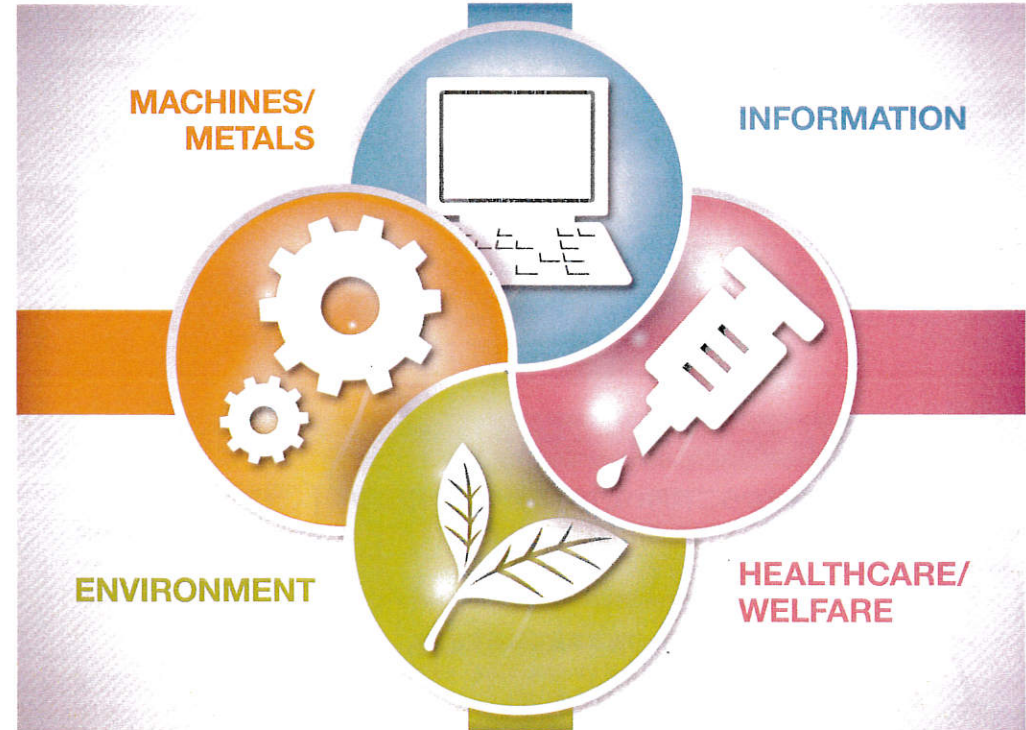 MACHINES/
METALS
INFORMATION
ENVIRONMENT
HEALTHCARE/
WELFARE